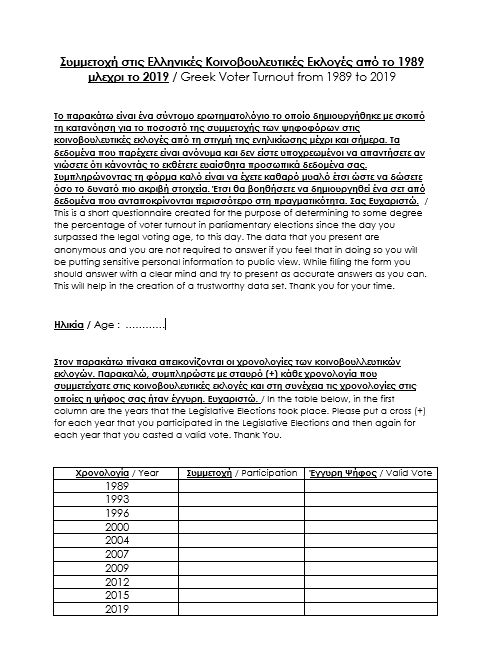 Συμμετοχή στις Ελληνικές Κοινοβουλευτικές Εκλογές από το 1989
μλεχρι το 2019 / Greek Voter Turnout from 1989 to 2019
Το παρακάτω είναι ένα σύντομο ερωτηματολόγιο το οποίο δημιουργήθηκε με σκοπό
τη κατανόηση για το ποσοστό της συμμετοχής των ψηφοφόρων στις
κοινοβουλευτικές εκλογές από τη στιγμή της ενηλικίωσης μέχρι και σήμερα. Τα
δεδομένα που παρέχετε είναι ανόνυμα και δεν είστε υποχρεωμένοι να απαντήσετε αν
νιώσετε ότι κάνοντάς το εκθέτετε ευαίσθητα προσωπικά δεδομένα σας.
Συμπληρώνοντας τη φόρμα καλό είναι να έχετε καθαρό μυαλό έτσι ώστε να δώσετε
όσο το δυνατό πιο ακριβή στοιχεία. Έτσι θα βοηθήσετε να δημιουργηθεί ένα σετ από
δεδομένα που ανταποκρίνονται περισσότερο στη πραγματικότητα. Σας Ευχαριστώ. /
This is a short questionnaire created for the purpose of determining to some degree
the percentage of voter turnout in parliamentary elections since the day you
surpassed the legal voting age, to this day. The data that you present are
anonymous and you are not required to answer if you feel that in doing so you will
be putting sensitive personal information to public view. While filling the form you
should answer with a clear mind and try to present as accurate answers as you can.
This will help in the creation of a trustworthy data set. Thank you for your time.
Ηλικία / Age : …………
Στον παρακάτω πίνακα απεικονίζονται οι χρονολογίες των κοινοβουλλευτικών
εκλογών. Παρακαλώ, συμπληρώστε με σταυρό (+) κάθε χρονολογία που
συμμετείχατε στις κοινοβουλευτικές εκλογές και στη συνέχεια τις χρονολογίες στις
οποίες η ψήφος σας ήταν έγκυρη. Ευχαριστώ. / In the table below, in the first
column are the years that the Legislative Elections took place. Please put a cross (+)
for each year that you participated in the Legislative Elections and then again for
each year that you casted a valid vote. Thank You.
Χρονολογία / Year Συμμετοχή / Participation Έγγυρη Ψήφος / Valid Vote
1989
1993
1996
2000
2004
2007
2009
2012
2015
2019